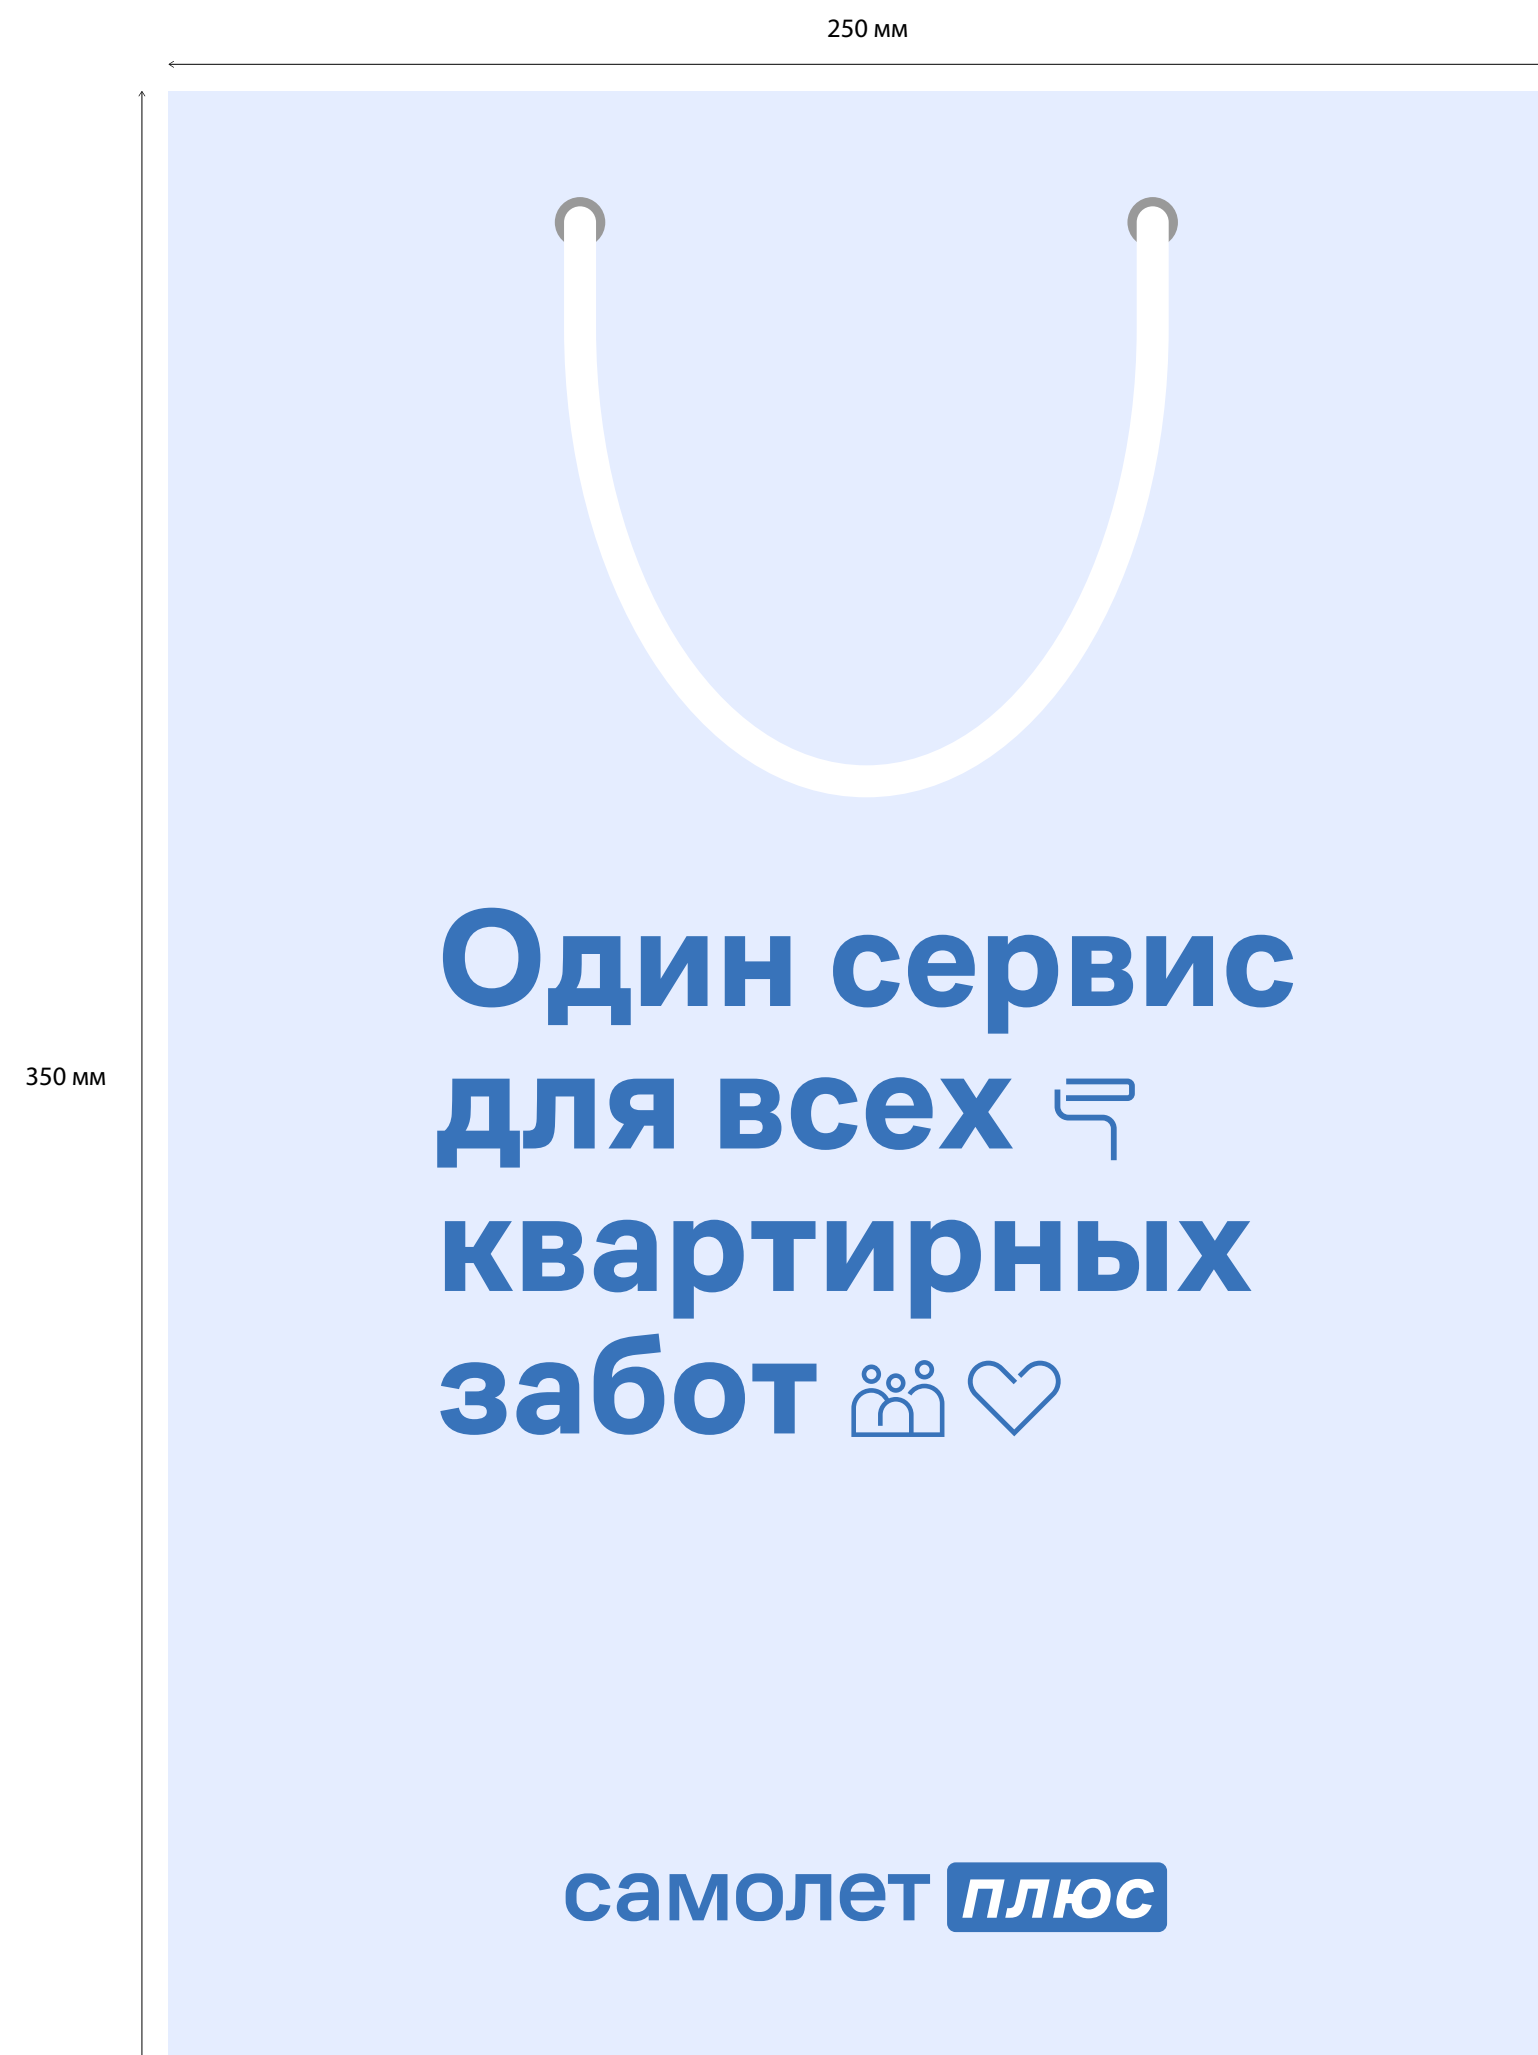 250 мм
350 мм
Один сервис
для всех
квартирных
забот
самолет плюс